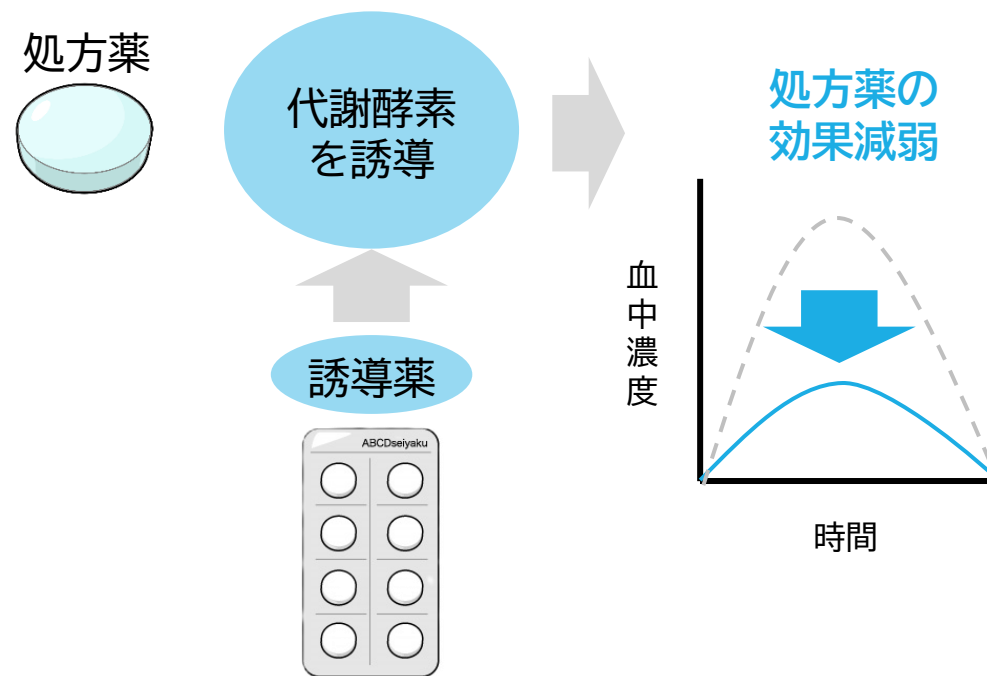 処方薬
代謝酵素
を誘導
処方薬の
効果減弱
血中濃度
時間
誘導薬
ABCDseiyaku